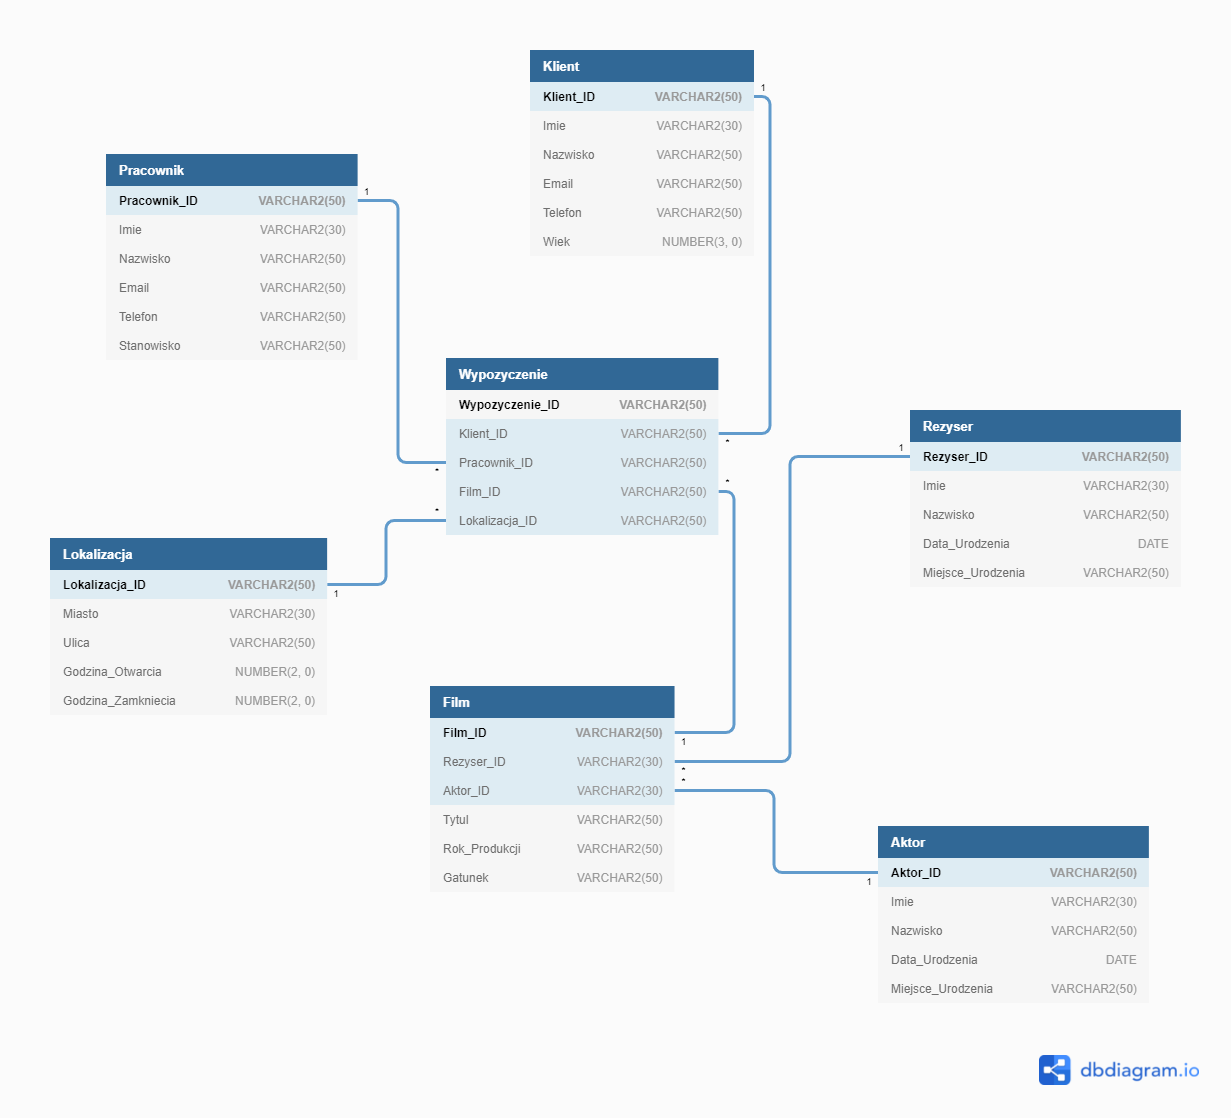 Klient
Klient_ID VARCHAR2(50)
Imie VARCHAR2(30)
Nazwisko VARCHAR2(50)
Email VARCHAR2(50)
Telefon VARCHAR2(50)
Wiek NUMBER(3, 0)
1
*
Pracownik
Pracownik_ID VARCHAR2(50)
Imie VARCHAR2(30)
Nazwisko VARCHAR2(50)
Email VARCHAR2(50)
Telefon VARCHAR2(50)
Stanowisko VARCHAR2(50)
1
*
Wypozyczenie
Wypozyczenie_ID VARCHAR2(50)
Klient_ID VARCHAR2(50)
Pracownik_ID VARCHAR2(50)
Film_ID VARCHAR2(50)
Lokalizacja_ID VARCHAR2(50)
*
*
Rezyser
Rezyser_ID VARCHAR2(50)
Imie VARCHAR2(30)
Nazwisko VARCHAR2(50)
Data_Urodzenia DATE
Miejsce_Urodzenia VARCHAR2(50)
1
Lokalizacja
Lokalizacja_ID VARCHAR2(50)
Miasto VARCHAR2(30)
Ulica VARCHAR2(50)
Godzina_Otwarcia NUMBER(2, 0)
Godzina_Zamkniecia NUMBER(2, 0)
1
Film
Film_ID VARCHAR2(50)
Rezyser_ID VARCHAR2(30)
Aktor_ID VARCHAR2(30)
Tytul VARCHAR2(50)
Rok_Produkcji VARCHAR2(50)
Gatunek VARCHAR2(50)
1
*
*
Aktor
Aktor_ID VARCHAR2(50)
Imie VARCHAR2(30)
Nazwisko VARCHAR2(50)
Data_Urodzenia DATE
Miejsce_Urodzenia VARCHAR2(50)
1
dbdiagram.io